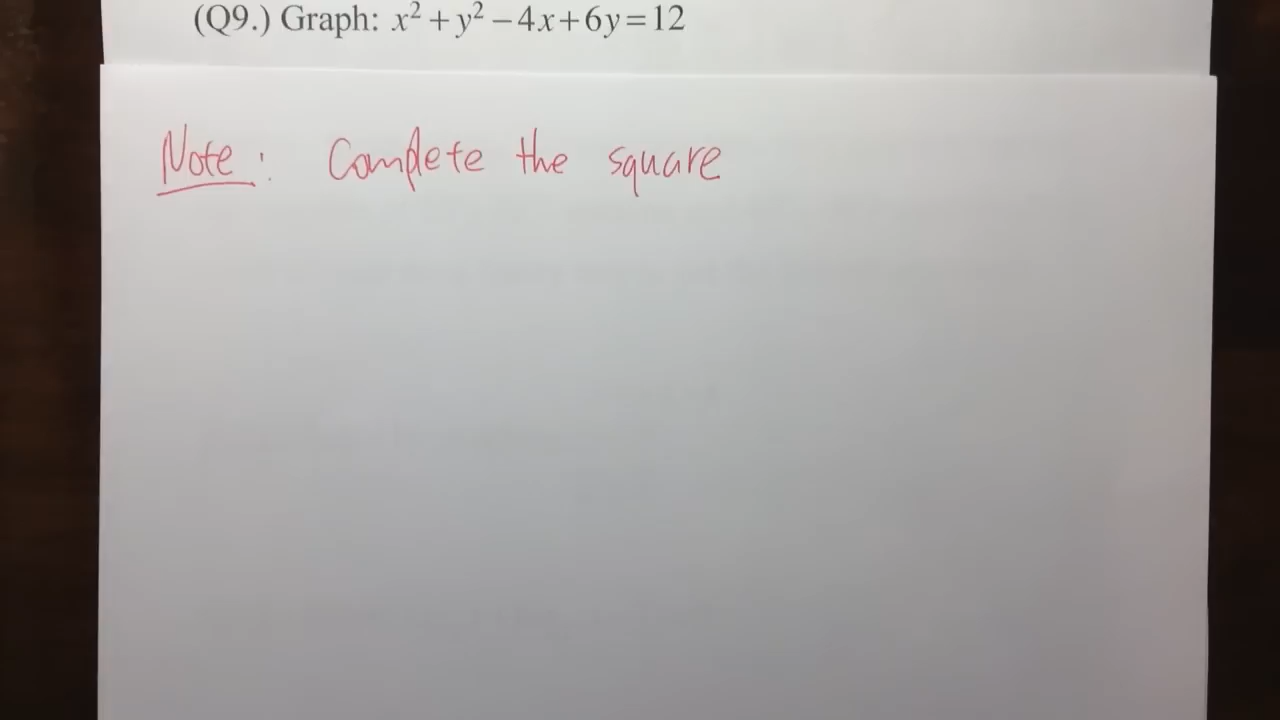 (Q9.) Graph: x² + y² − 4x + 6y = 12
Note: Complete the square